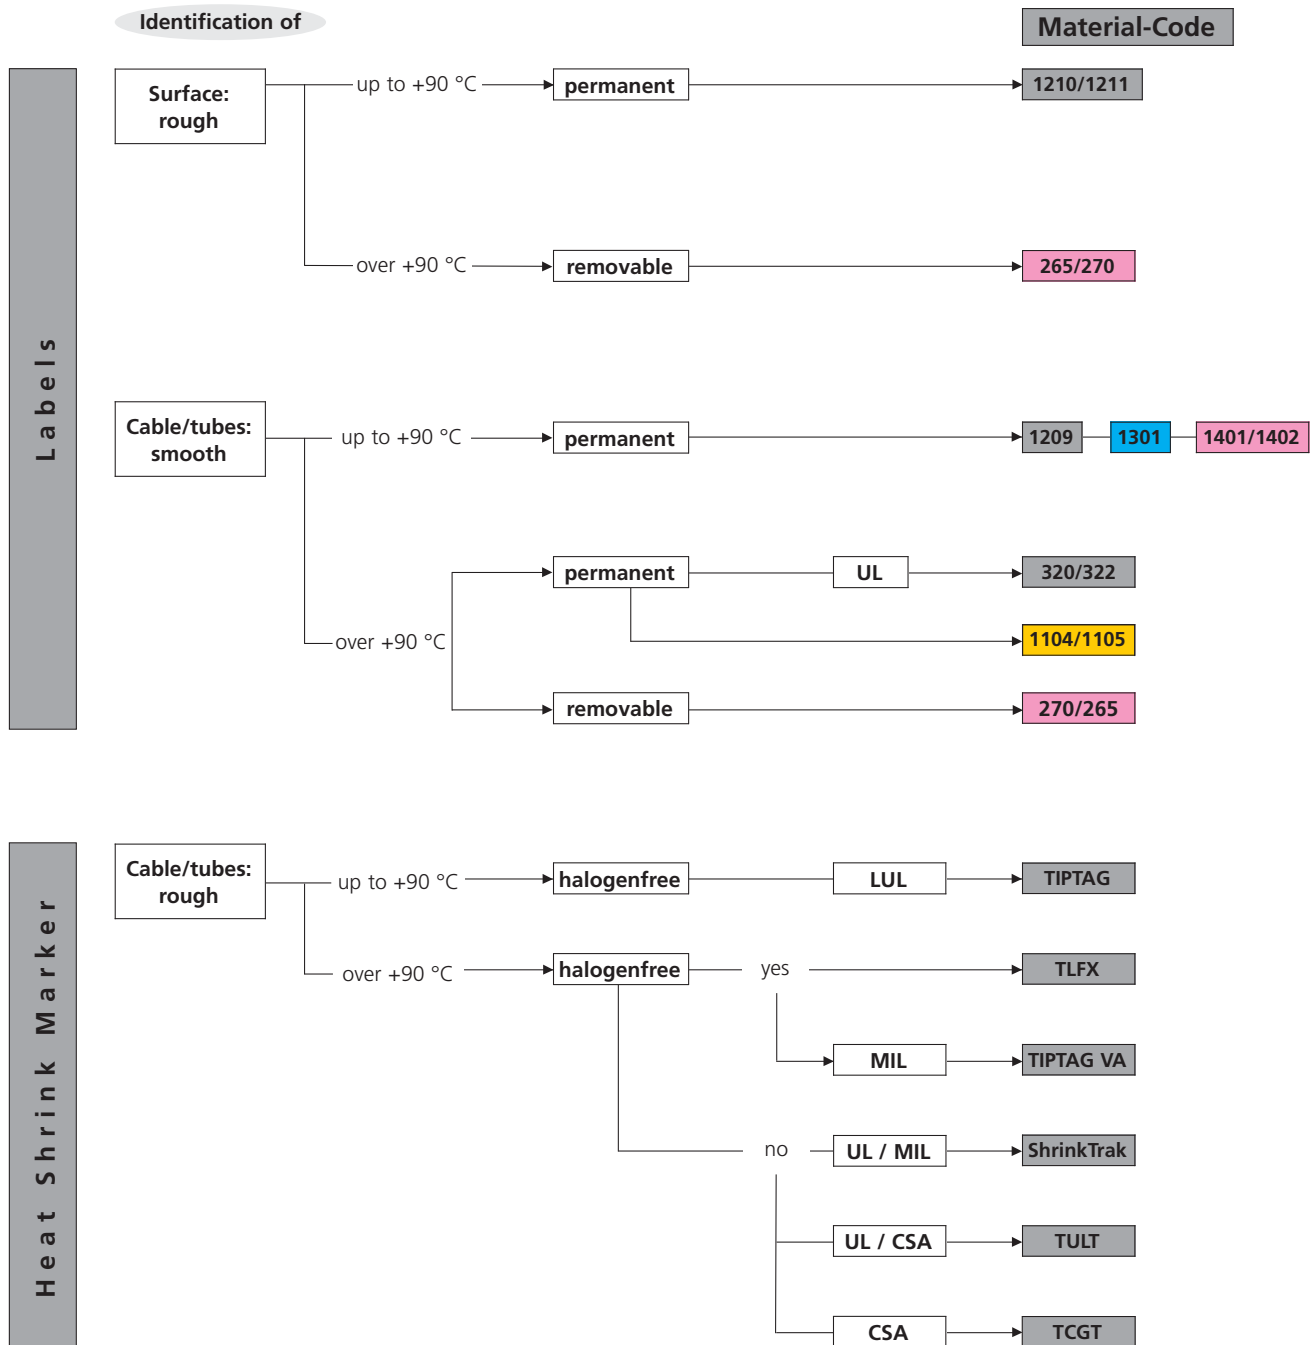 Identification of
Material-Code
Labels
Surface:
rough
up to +90 °C
permanent
1210/1211
over +90 °C
removable
265/270
Cable/tubes:
smooth
up to +90 °C
permanent
1209
1301
1401/1402
over +90 °C
permanent
UL
320/322
1104/1105
removable
270/265
Heat Shrink Marker
Cable/tubes:
rough
up to +90 °C
halogenfree
LUL
TIPTAG
over +90 °C
halogenfree
yes
TLFX
MIL
TIPTAG VA
no
UL / MIL
ShrinkTrak
UL / CSA
TULT
CSA
TCGT